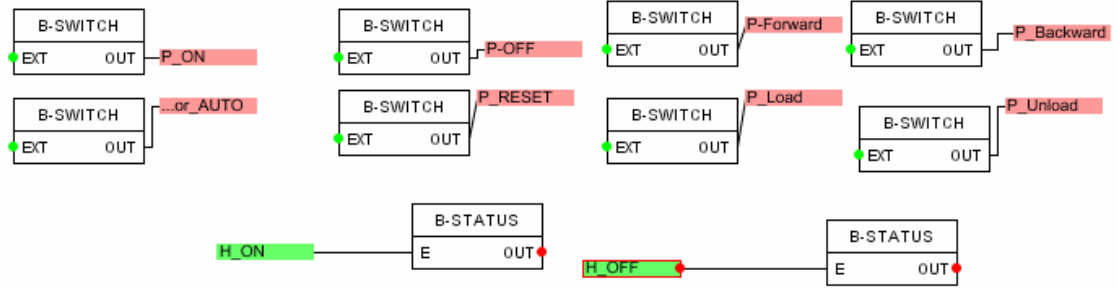 B-SWITCH
EXT OUT P_ON
B-SWITCH
EXT OUT P-OFF
B-SWITCH
EXT OUT P-Forward
B-SWITCH
EXT OUT P_Backward
B-SWITCH
EXT OUT ...or_AUTO
B-SWITCH
EXT OUT P_RESET
B-SWITCH
EXT OUT P_Load
B-SWITCH
EXT OUT P_Unload
B-STATUS
H_ON E OUT
B-STATUS
H_OFF E OUT